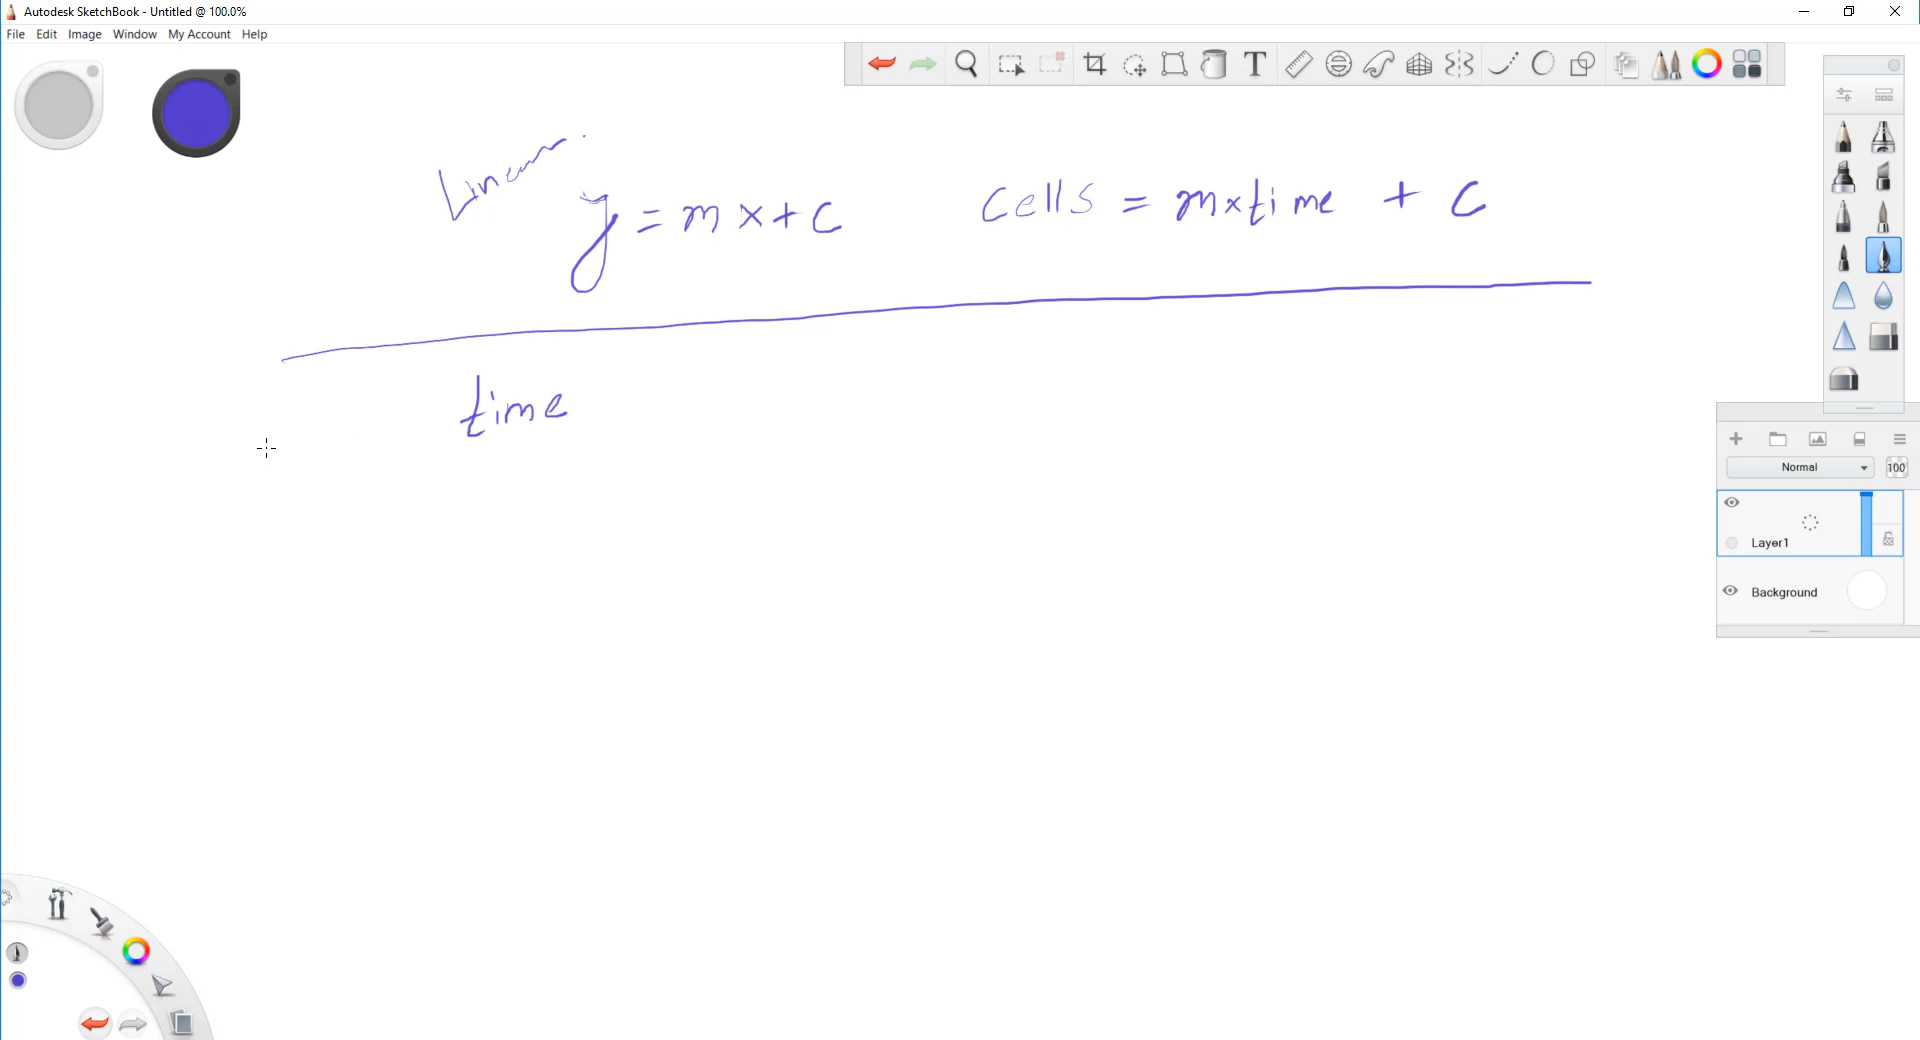 Autodesk SketchBook - Untitled @ 100.0%
File Edit Image Window My Account Help
Linear
y = mx + c
cells = m×time + c
time
Normal
100
Layer1
Background